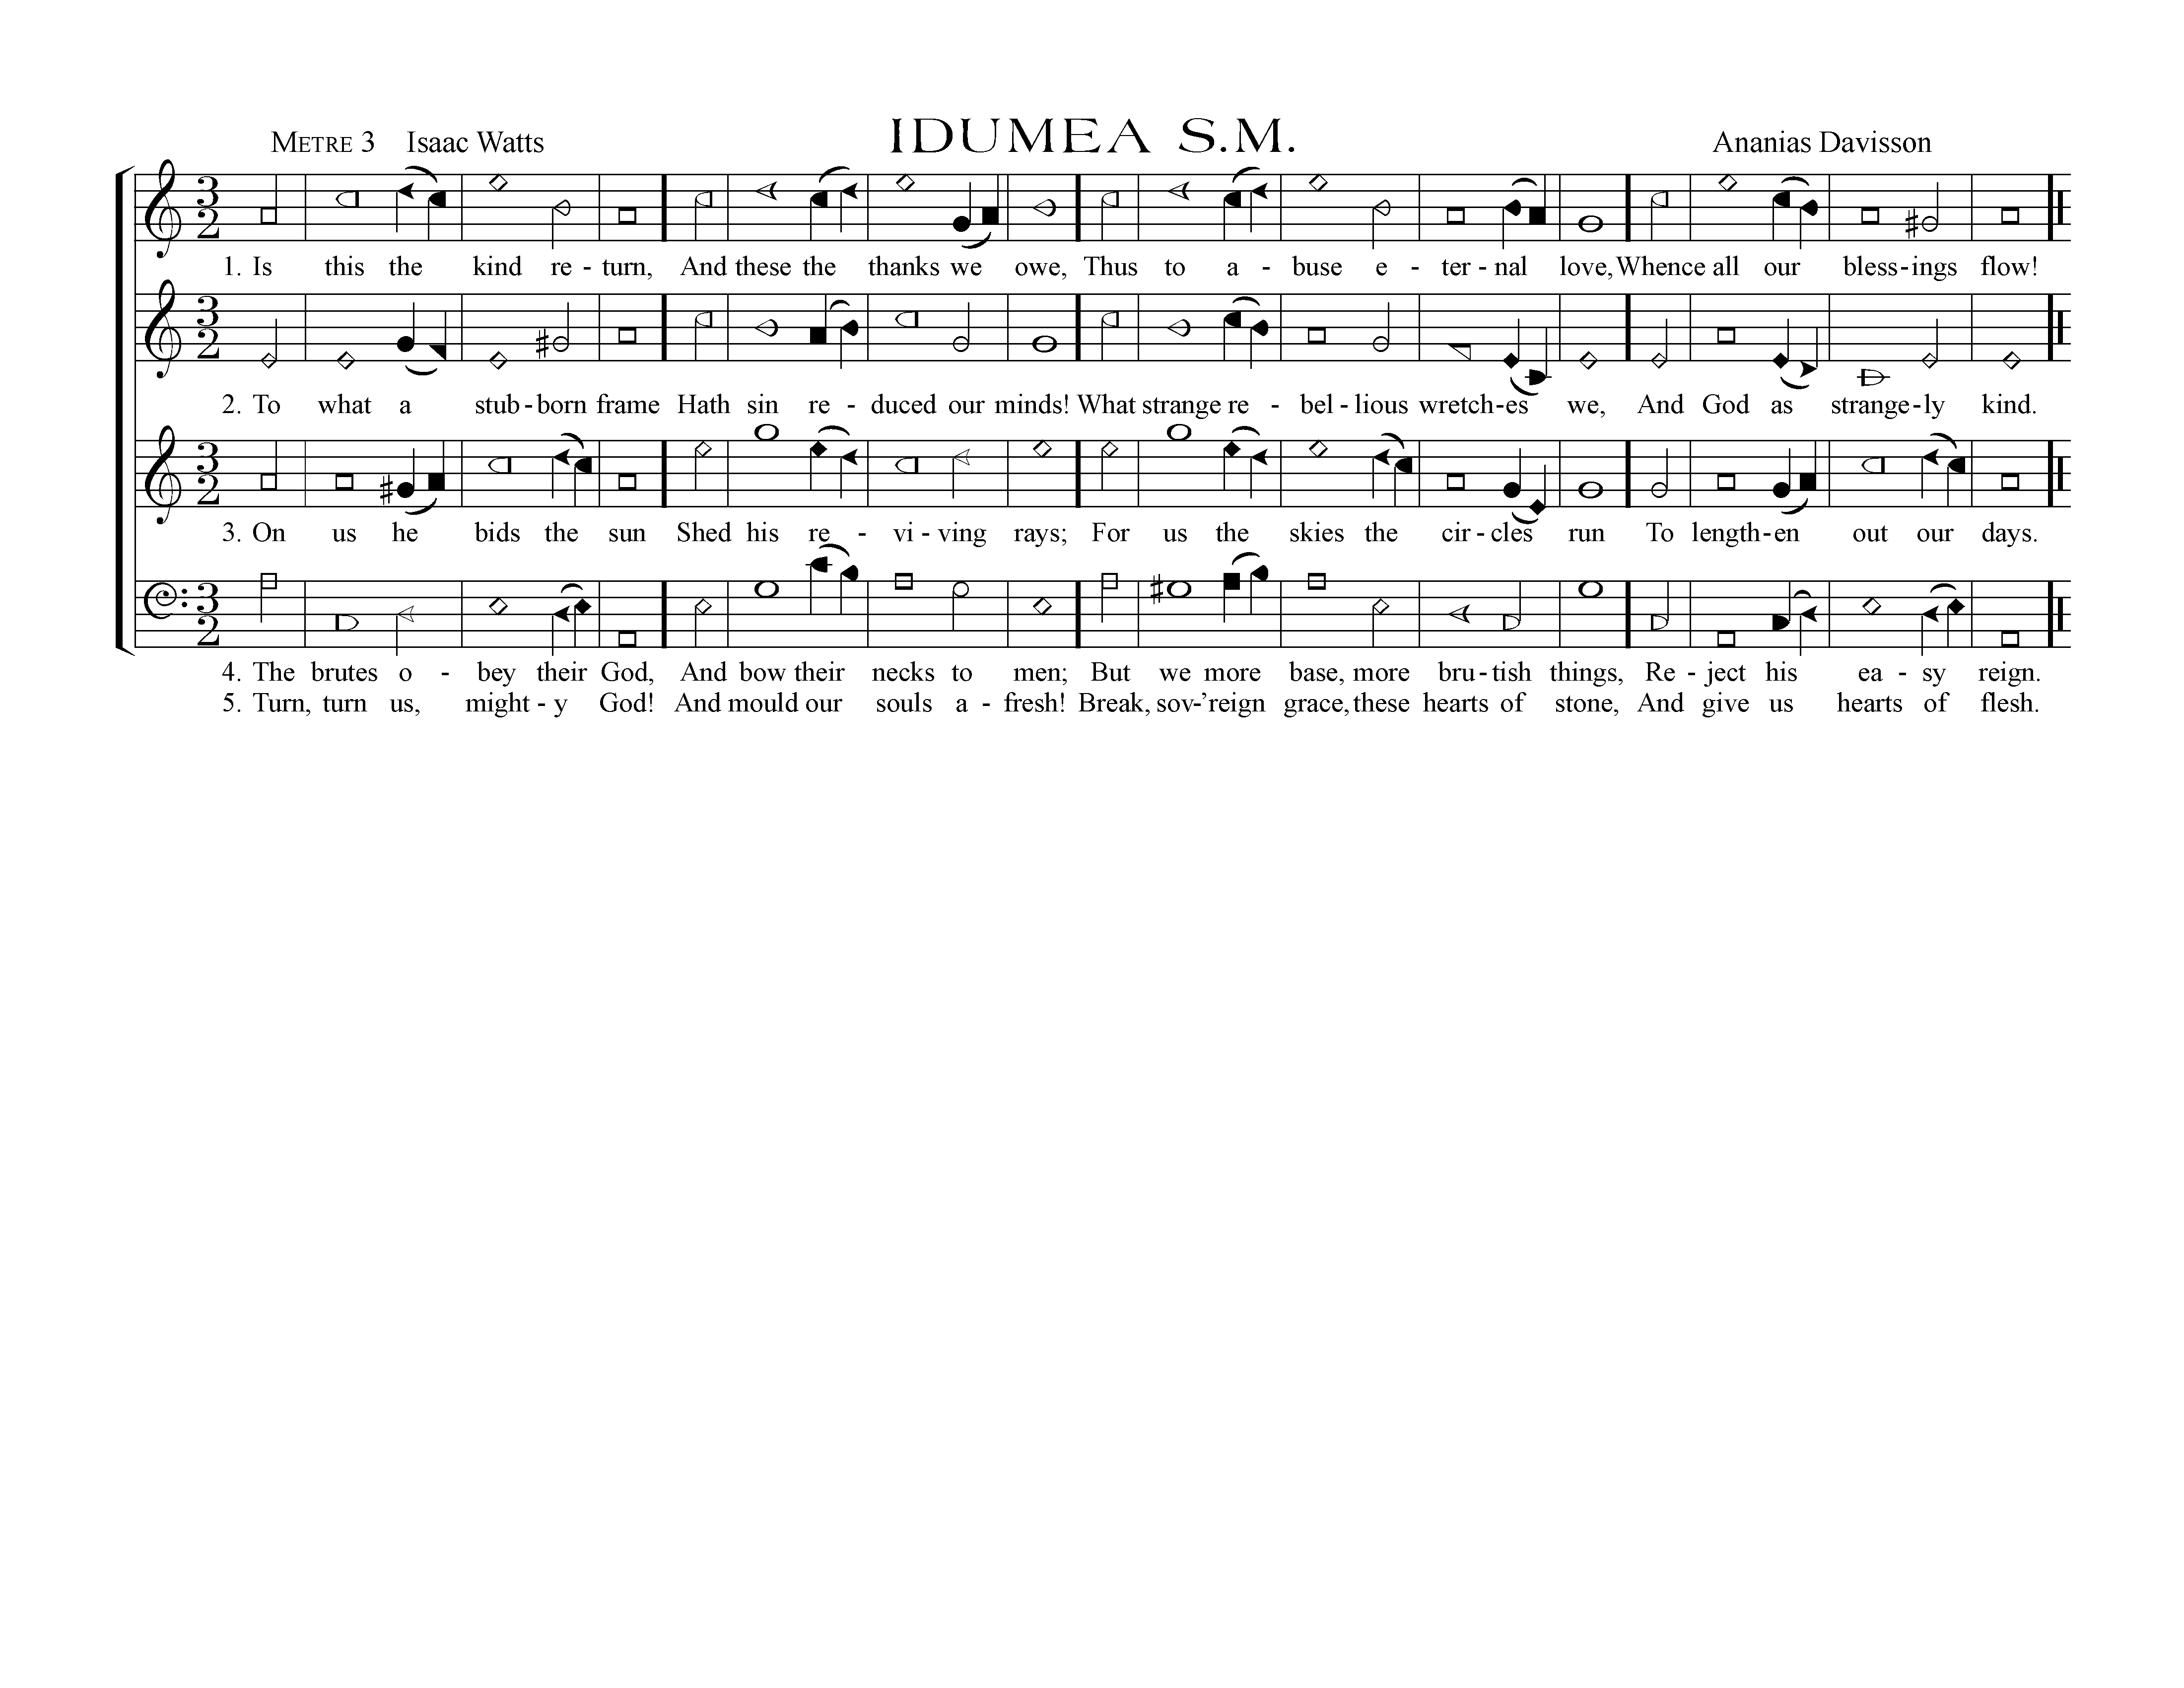 IDUMEA S.M.
METRE 3 Isaac Watts Ananias Davisson
1. Is this the kind re - turn, And these the thanks we owe, Thus to a - buse e - ter - nal love, Whence all our bless - ings flow!
2. To what a stub - born frame Hath sin re - duced our minds! What strange re - bel - lious wretch - es we, And God as strange - ly kind.
3. On us he bids the sun Shed his re - vi - ving rays; For us the skies the cir - cles run To length - en out our days.
4. The brutes o - bey their God, And bow their necks to men; But we more base, more bru - tish things, Re - ject his ea - sy reign.
5. Turn, turn us, might - y God! And mould our souls a - fresh! Break, sov - ’reign grace, these hearts of stone, And give us hearts of flesh.